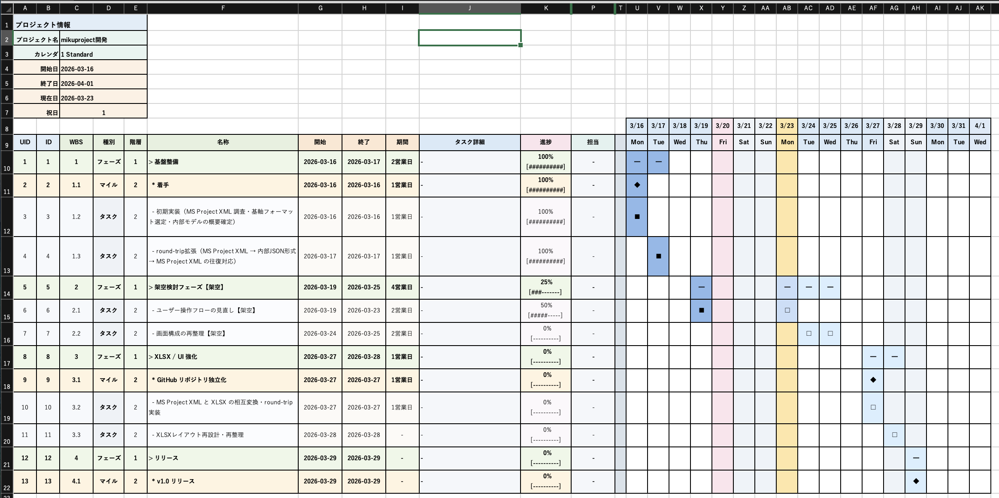 A B C D E F G H I J K P T U V W X Y Z AA AB AC AD AE AF AG AH AI AJ AK
1 プロジェクト情報
2 プロジェクト名 mikuproject開発
3 カレンダ 1 Standard
4 開始日 2026-03-16
5 終了日 2026-04-01
6 現在日 2026-03-23
7 祝日 1
8 3/16 3/17 3/18 3/19 3/20 3/21 3/22 3/23 3/24 3/25 3/26 3/27 3/28 3/29 3/30 3/31 4/1
9 UID ID WBS 種別 階層 名称 開始 終了 期間 タスク詳細 進捗 担当 Mon Tue Wed Thu Fri Sat Sun Mon Tue Wed Thu Fri Sat Sun Mon Tue Wed
10 1 1 1 フェーズ 1 > 基盤整備 2026-03-16 2026-03-17 2営業日 - 100% - — —
[##########]
11 2 2 1.1 マイル 2 * 着手 2026-03-16 2026-03-16 1営業日 - 100% - ◆
[##########]
12 3 3 1.2 タスク 2 - 初期実装（MS Project XML 調査・基軸フォーマッ 2026-03-16 2026-03-16 1営業日 - 100% - ■
ト選定・内部モデルの概要確定） [##########]
13 4 4 1.3 タスク 2 - round-trip拡張（MS Project XML → 内部JSON形式 2026-03-17 2026-03-17 1営業日 - 100% - ■
→ MS Project XML の往復対応） [##########]
14 5 5 2 フェーズ 1 > 架空検討フェーズ【架空】 2026-03-19 2026-03-25 4営業日 - 25% - — — — —
[###-------]
15 6 6 2.1 タスク 2 - ユーザー操作フローの見直し【架空】 2026-03-19 2026-03-23 2営業日 - 50% - ■ □
[#####-----]
16 7 7 2.2 タスク 2 - 画面構成の再整理【架空】 2026-03-24 2026-03-25 2営業日 - 0% - □ □
[----------]
17 8 8 3 フェーズ 1 > XLSX / UI 強化 2026-03-27 2026-03-28 1営業日 - 0% - — —
[----------]
18 9 9 3.1 マイル 2 * GitHub リポジトリ独立化 2026-03-27 2026-03-27 1営業日 - 0% - ◆
[----------]
19 10 10 3.2 タスク 2 - MS Project XML と XLSX の相互変換・round-trip 2026-03-27 2026-03-27 1営業日 - 0% - □
実装 [----------]
20 11 11 3.3 タスク 2 - XLSXレイアウト再設計・再整理 2026-03-28 2026-03-28 - - 0% - □
[----------]
21 12 12 4 フェーズ 1 > リリース 2026-03-29 2026-03-29 - - 0% - —
[----------]
22 13 13 4.1 マイル 2 * v1.0 リリース 2026-03-29 2026-03-29 - - 0% - ◆
[----------]